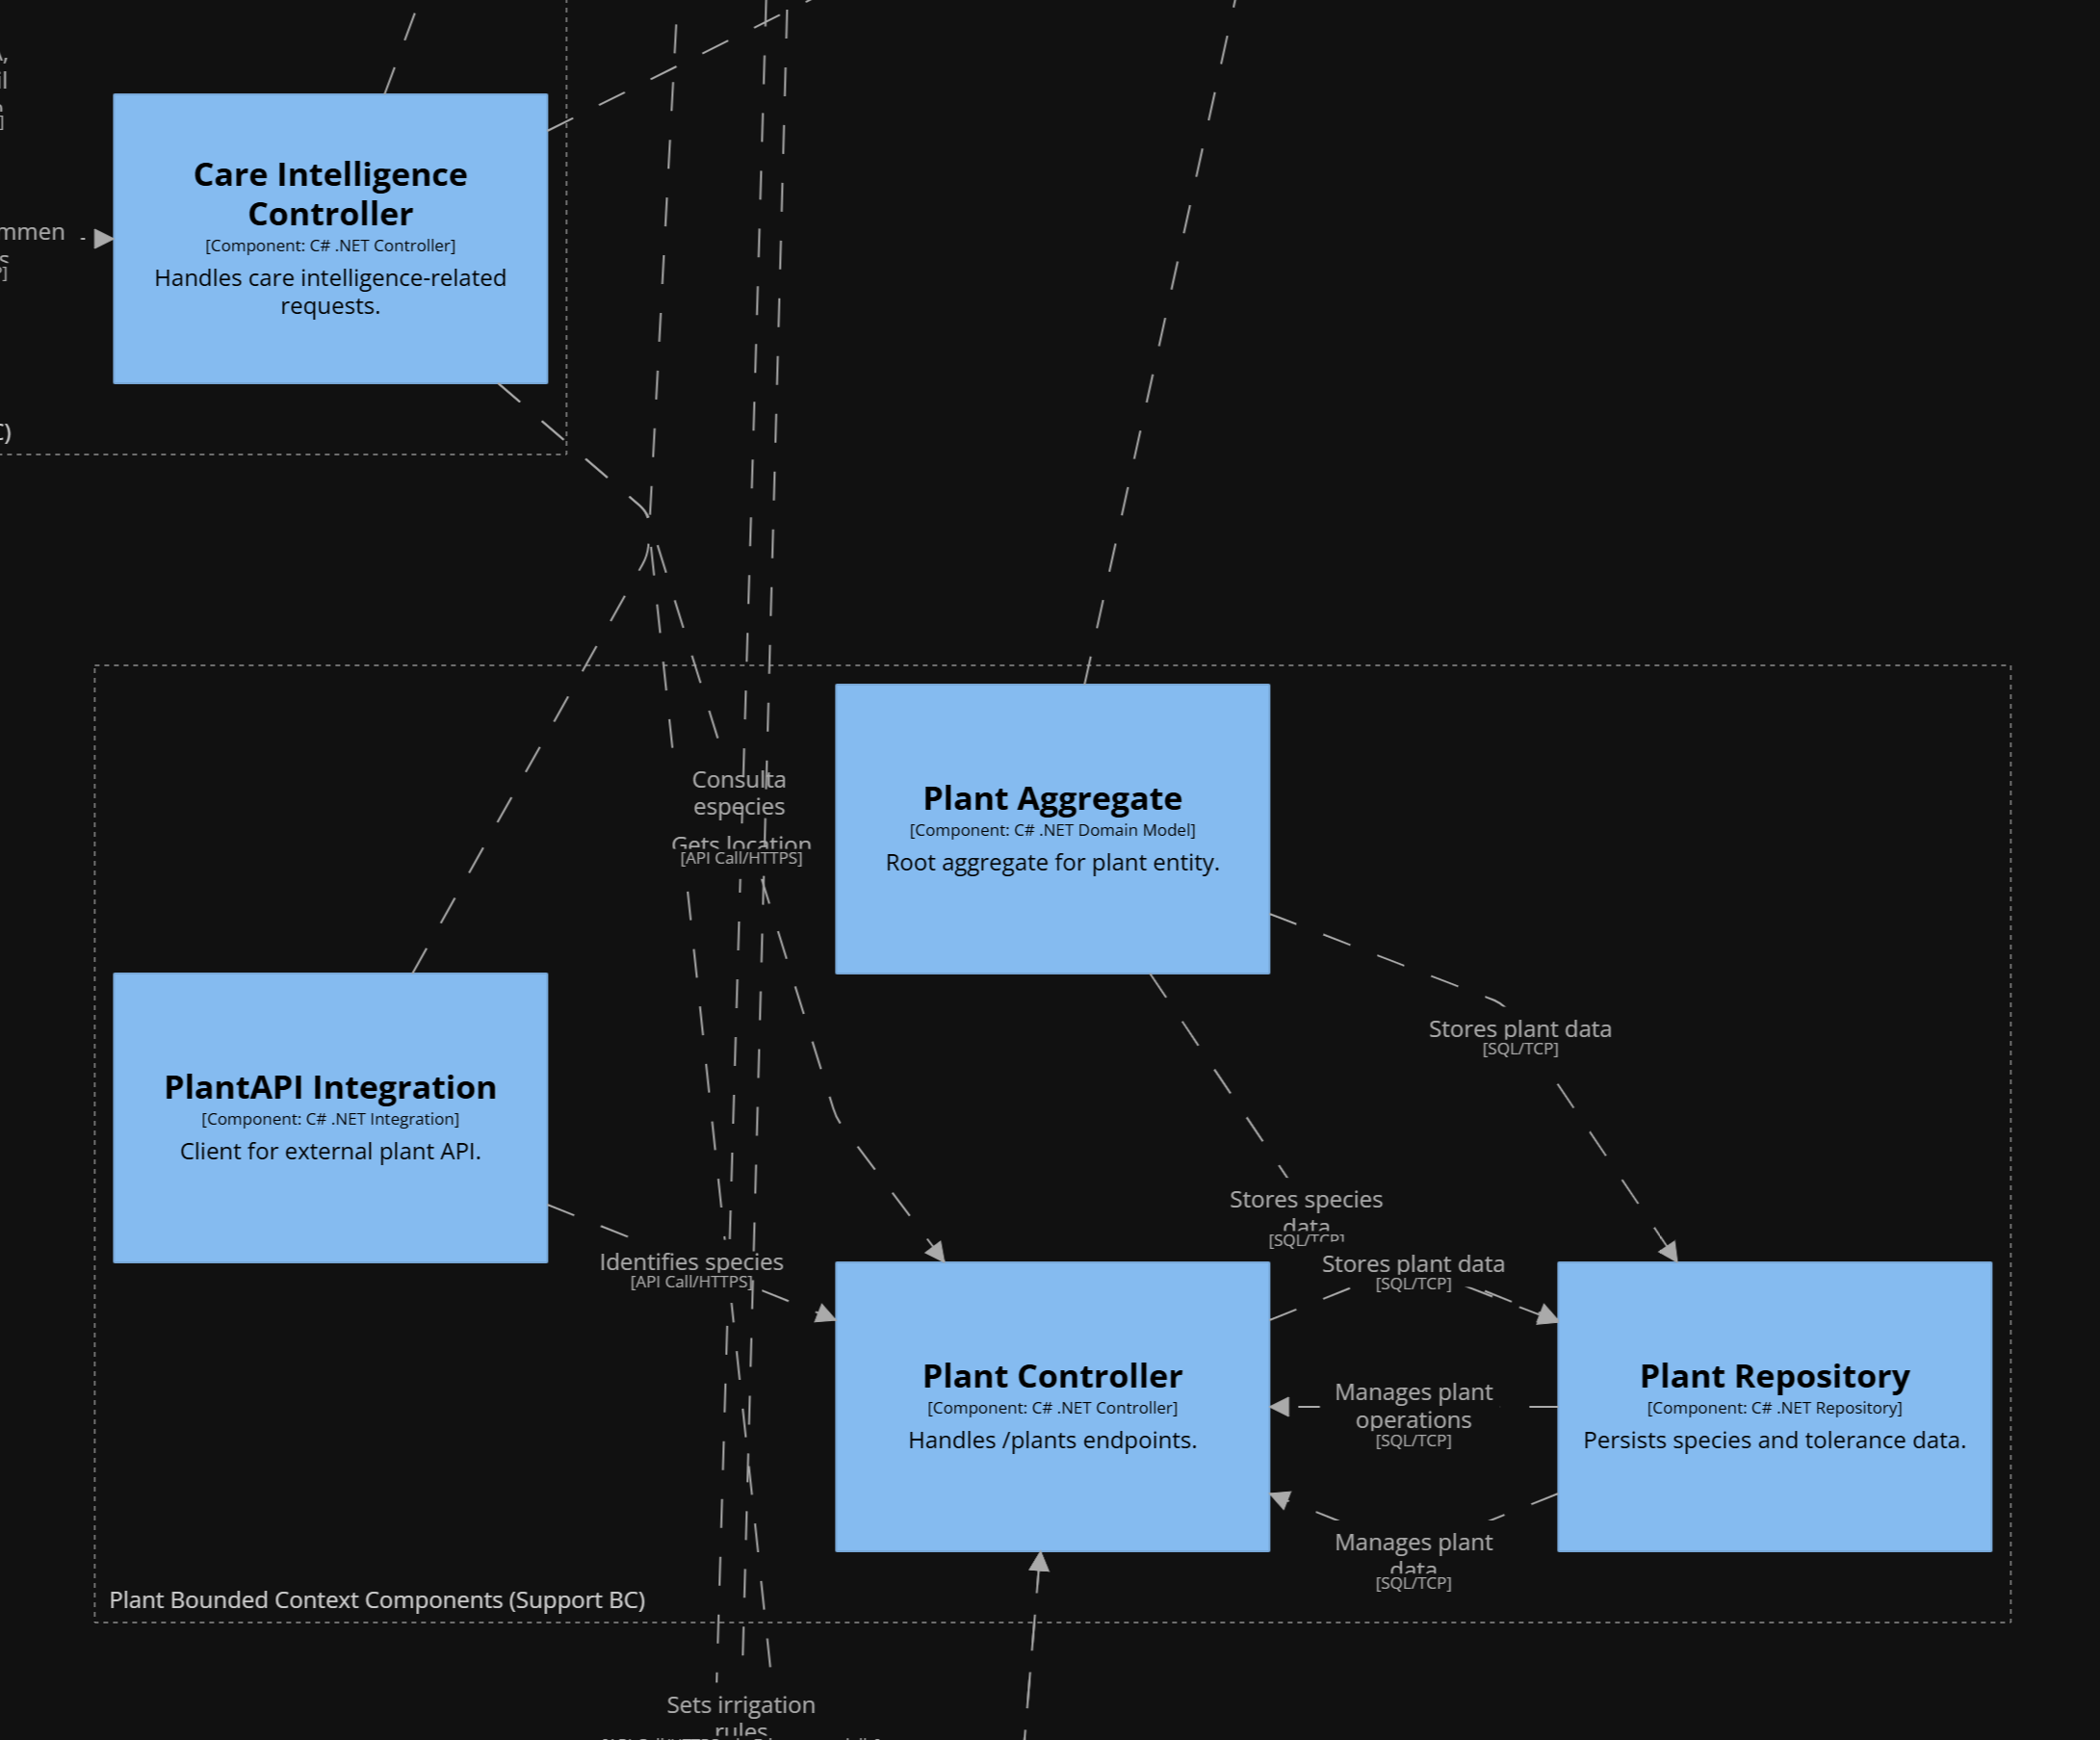 Care Intelligence
Controller
[Component: C# .NET Controller]
Handles care intelligence-related
requests.
Consulta
especies
Gets location
[API Call/HTTPS]
Plant Aggregate
[Component: C# .NET Domain Model]
Root aggregate for plant entity.
Stores plant data
[SQL/TCP]
PlantAPI Integration
[Component: C# .NET Integration]
Client for external plant API.
Stores species
data
[SQL/TCP]
Identifies species
[API Call/HTTPS]
Stores plant data
[SQL/TCP]
Plant Controller
[Component: C# .NET Controller]
Handles /plants endpoints.
Manages plant
operations
[SQL/TCP]
Plant Repository
[Component: C# .NET Repository]
Persists species and tolerance data.
Manages plant
data
[SQL/TCP]
Plant Bounded Context Components (Support BC)
Sets irrigation
rules